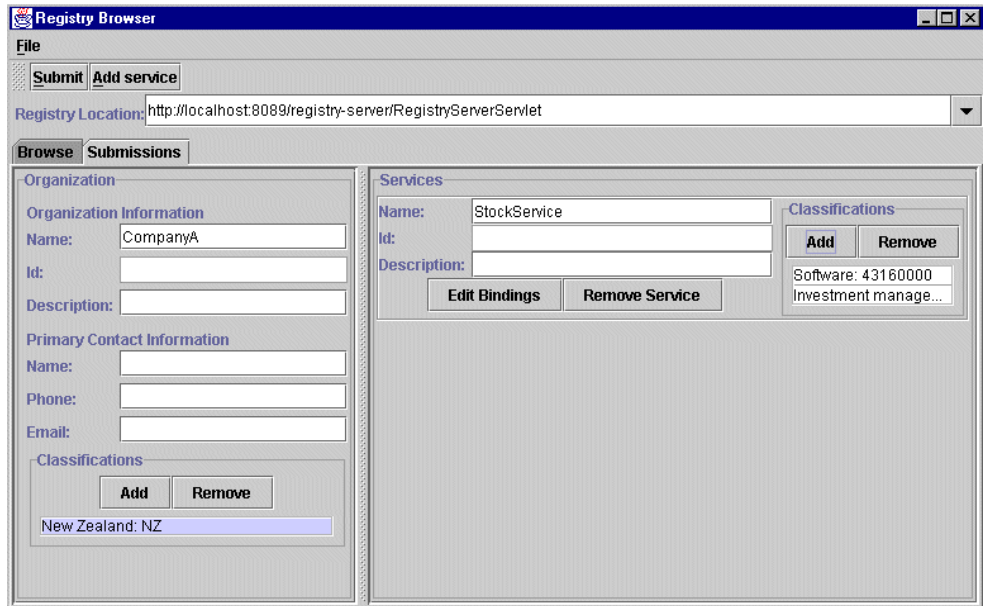 Registry Browser
File
Submit Add service
Registry Location: http://localhost:8089/registry-server/RegistryServerServlet
Browse Submissions
Organization
Organization Information
Name: CompanyA
Id:
Description:
Primary Contact Information
Name:
Phone:
Email:
Classifications
Add Remove
New Zealand: NZ
Services
Name: StockService
Id:
Description:
Edit Bindings Remove Service
Classifications
Add Remove
Software: 43160000
Investment manage...